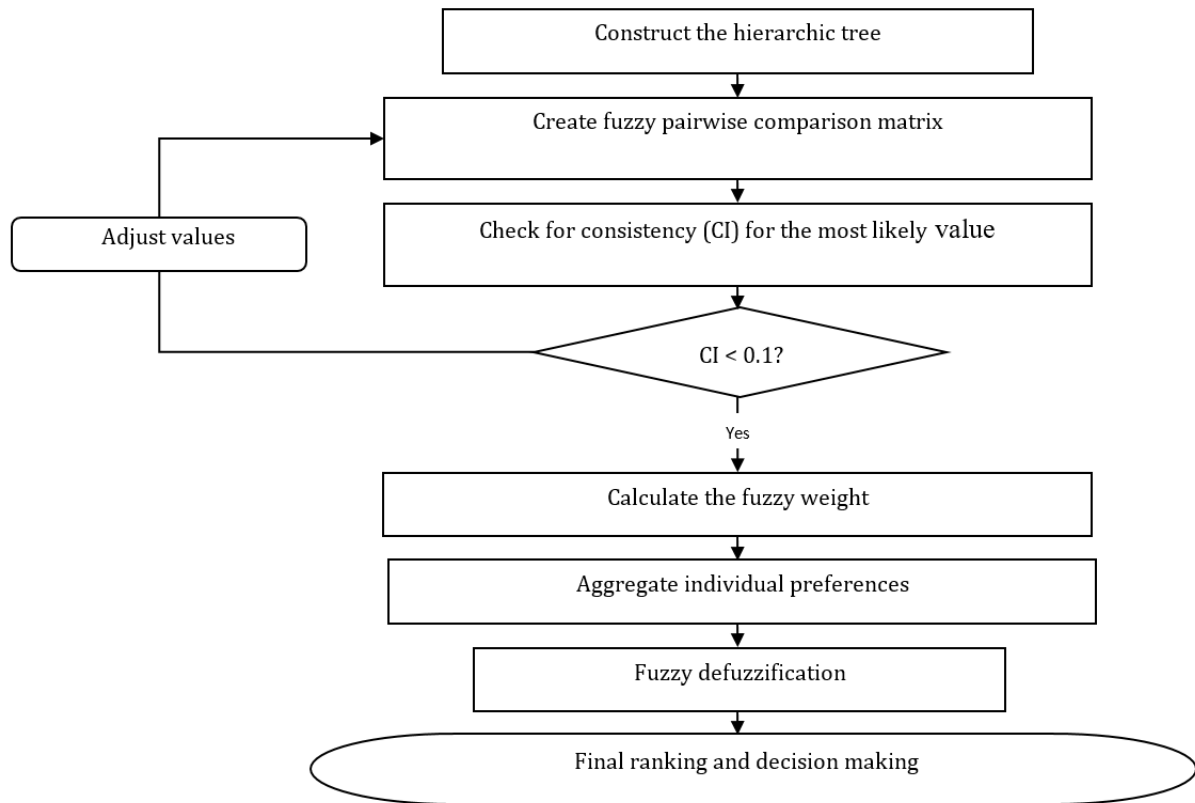 Construct the hierarchic tree
Create fuzzy pairwise comparison matrix
Check for consistency (CI) for the most likely value
Adjust values
CI < 0.1?
Yes
Calculate the fuzzy weight
Aggregate individual preferences
Fuzzy defuzzification
Final ranking and decision making